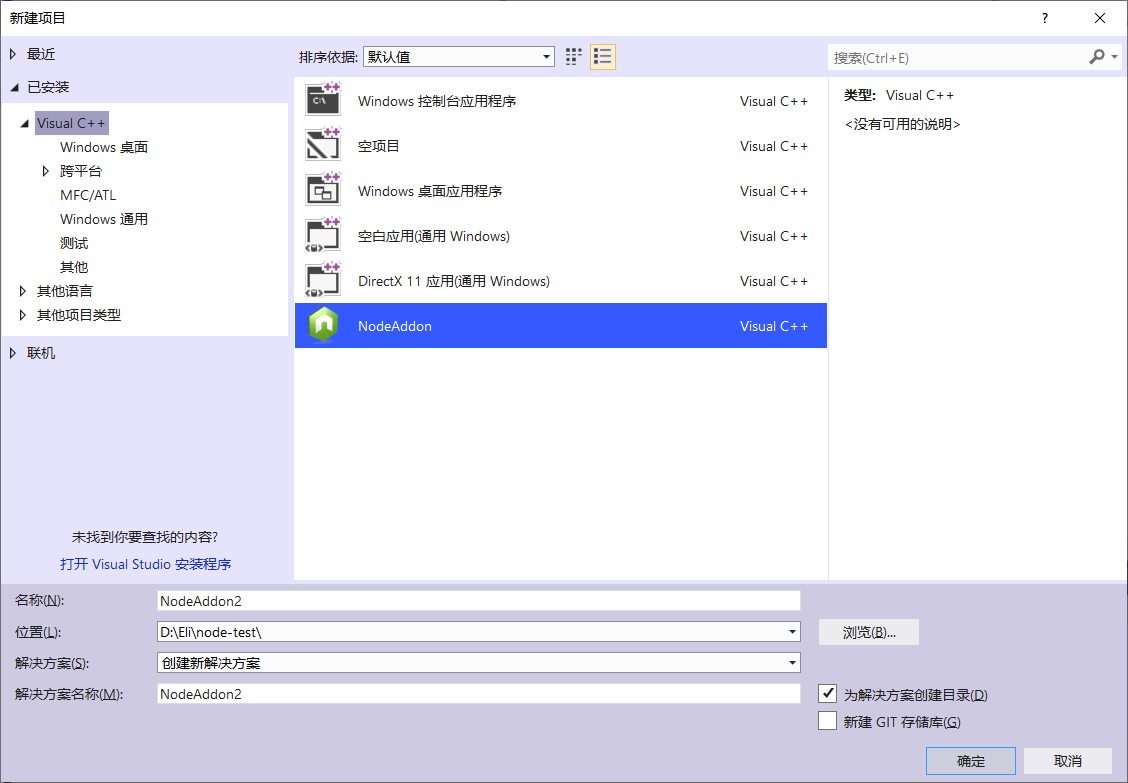 新建项目
?
最近
已安装
Visual C++
Windows 桌面
跨平台
MFC/ATL
Windows 通用
测试
其他
其他语言
其他项目类型
联机
未找到你要查找的内容?
打开 Visual Studio 安装程序
排序依据: 默认值
Windows 控制台应用程序 Visual C++
空项目 Visual C++
Windows 桌面应用程序 Visual C++
空白应用(通用 Windows) Visual C++
DirectX 11 应用(通用 Windows) Visual C++
NodeAddon Visual C++
搜索(Ctrl+E)
类型: Visual C++
<没有可用的说明>
名称(N): NodeAddon2
位置(L): D:\Eli\node-test\ 浏览(B)...
解决方案(S): 创建新解决方案
解决方案名称(M): NodeAddon2
为解决方案创建目录(D)
新建 GIT 存储库(G)
确定 取消